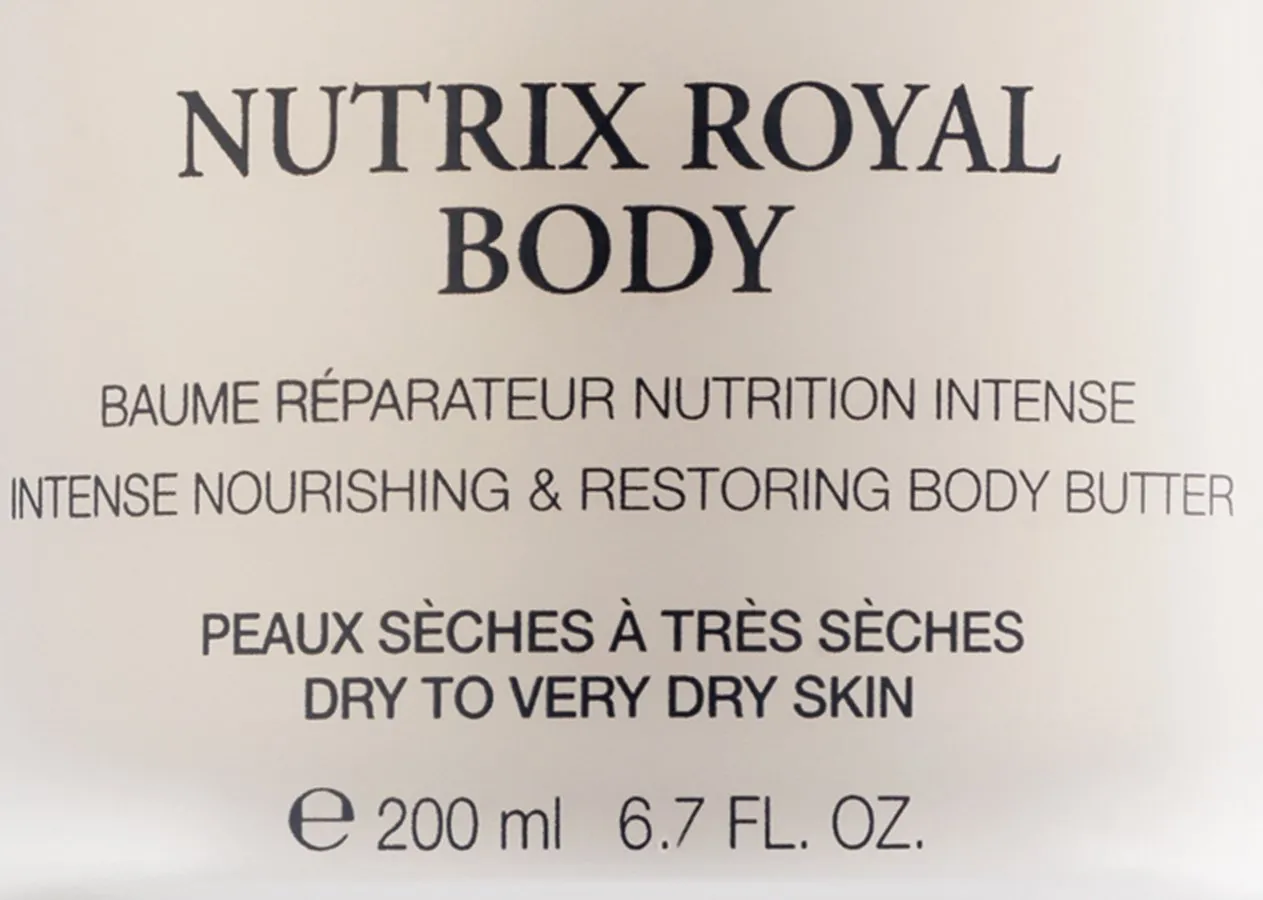 NUTRIX ROYAL
BODY
BAUME RÉPARATEUR NUTRITION INTENSE
INTENSE NOURISHING & RESTORING BODY BUTTER
PEAUX SÈCHES À TRÈS SÈCHES
DRY TO VERY DRY SKIN
℮ 200 ml 6.7 FL. OZ.